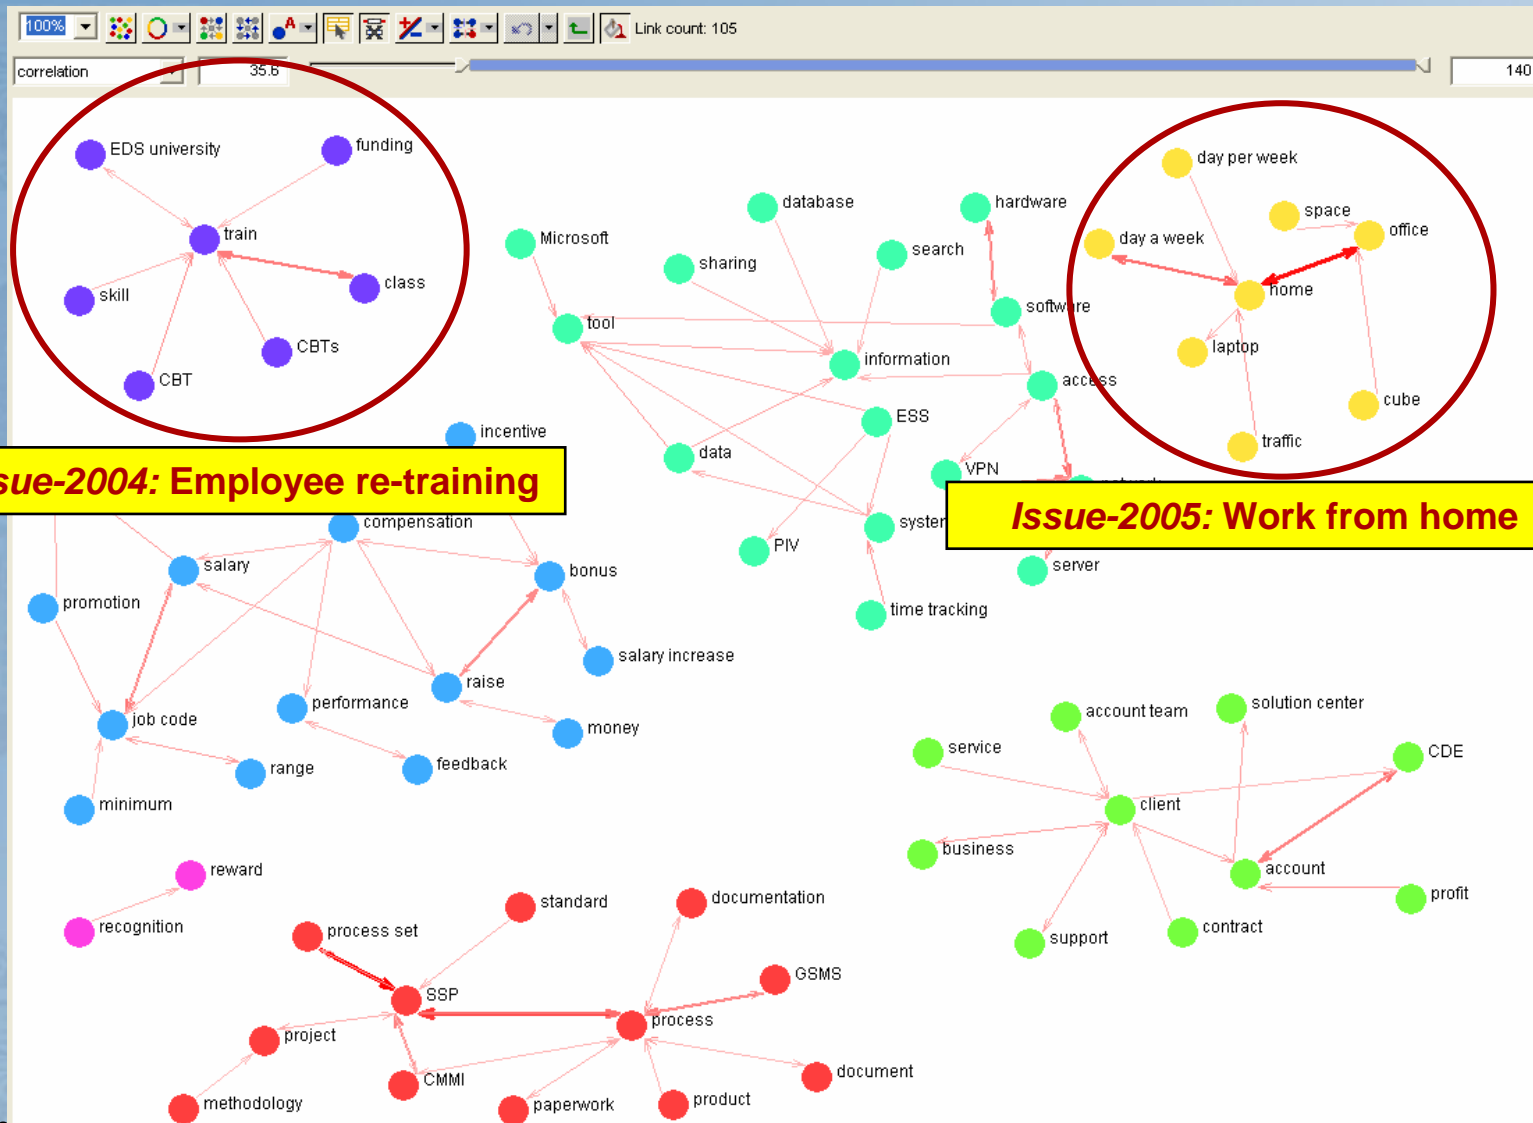 100%
Link count: 105
correlation
35.6
140
EDS university
funding
train
skill
class
CBTs
CBT
Microsoft
database
hardware
sharing
search
software
tool
information
access
ESS
data
VPN
PIV
server
time tracking
day per week
space
office
day a week
home
laptop
cube
traffic
incentive
sue-2004: Employee re-training
Issue-2005: Work from home
compensation
salary
bonus
promotion
salary increase
raise
performance
job code
money
range
feedback
minimum
account team
solution center
service
CDE
client
business
account
profit
support
contract
reward
recognition
standard
documentation
process set
GSMS
SSP
process
project
CMMI
document
methodology
paperwork
product